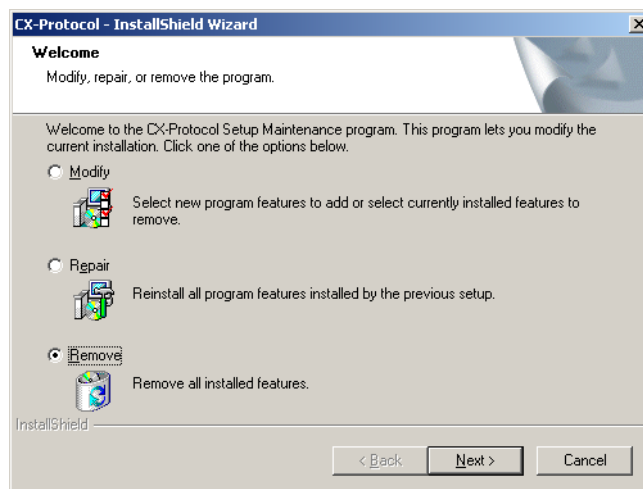 CX-Protocol - InstallShield Wizard
Welcome
Modify, repair, or remove the program.
Welcome to the CX-Protocol Setup Maintenance program. This program lets you modify the
current installation. Click one of the options below.
Modify
Select new program features to add or select currently installed features to
remove.
Repair
Reinstall all program features installed by the previous setup.
Remove
Remove all installed features.
InstallShield
< Back Next > Cancel